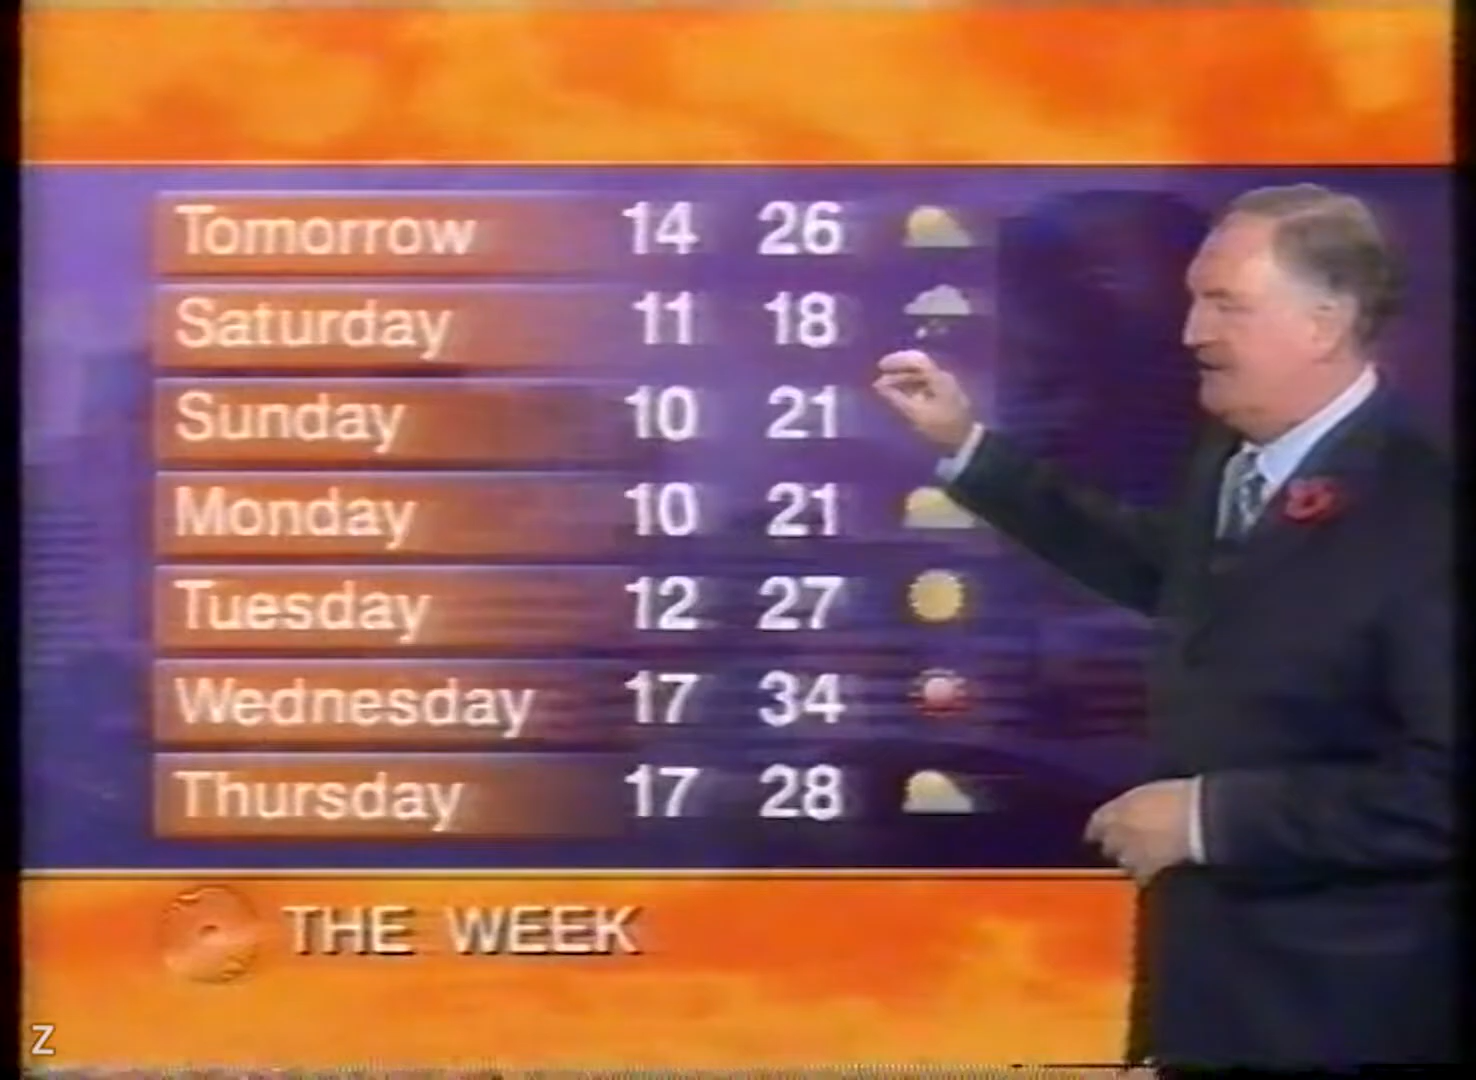 Tomorrow 14 26
Saturday 11 18
Sunday 10 21
Monday 10 21
Tuesday 12 27
Wednesday 17 34
Thursday 17 28
THE WEEK
Z